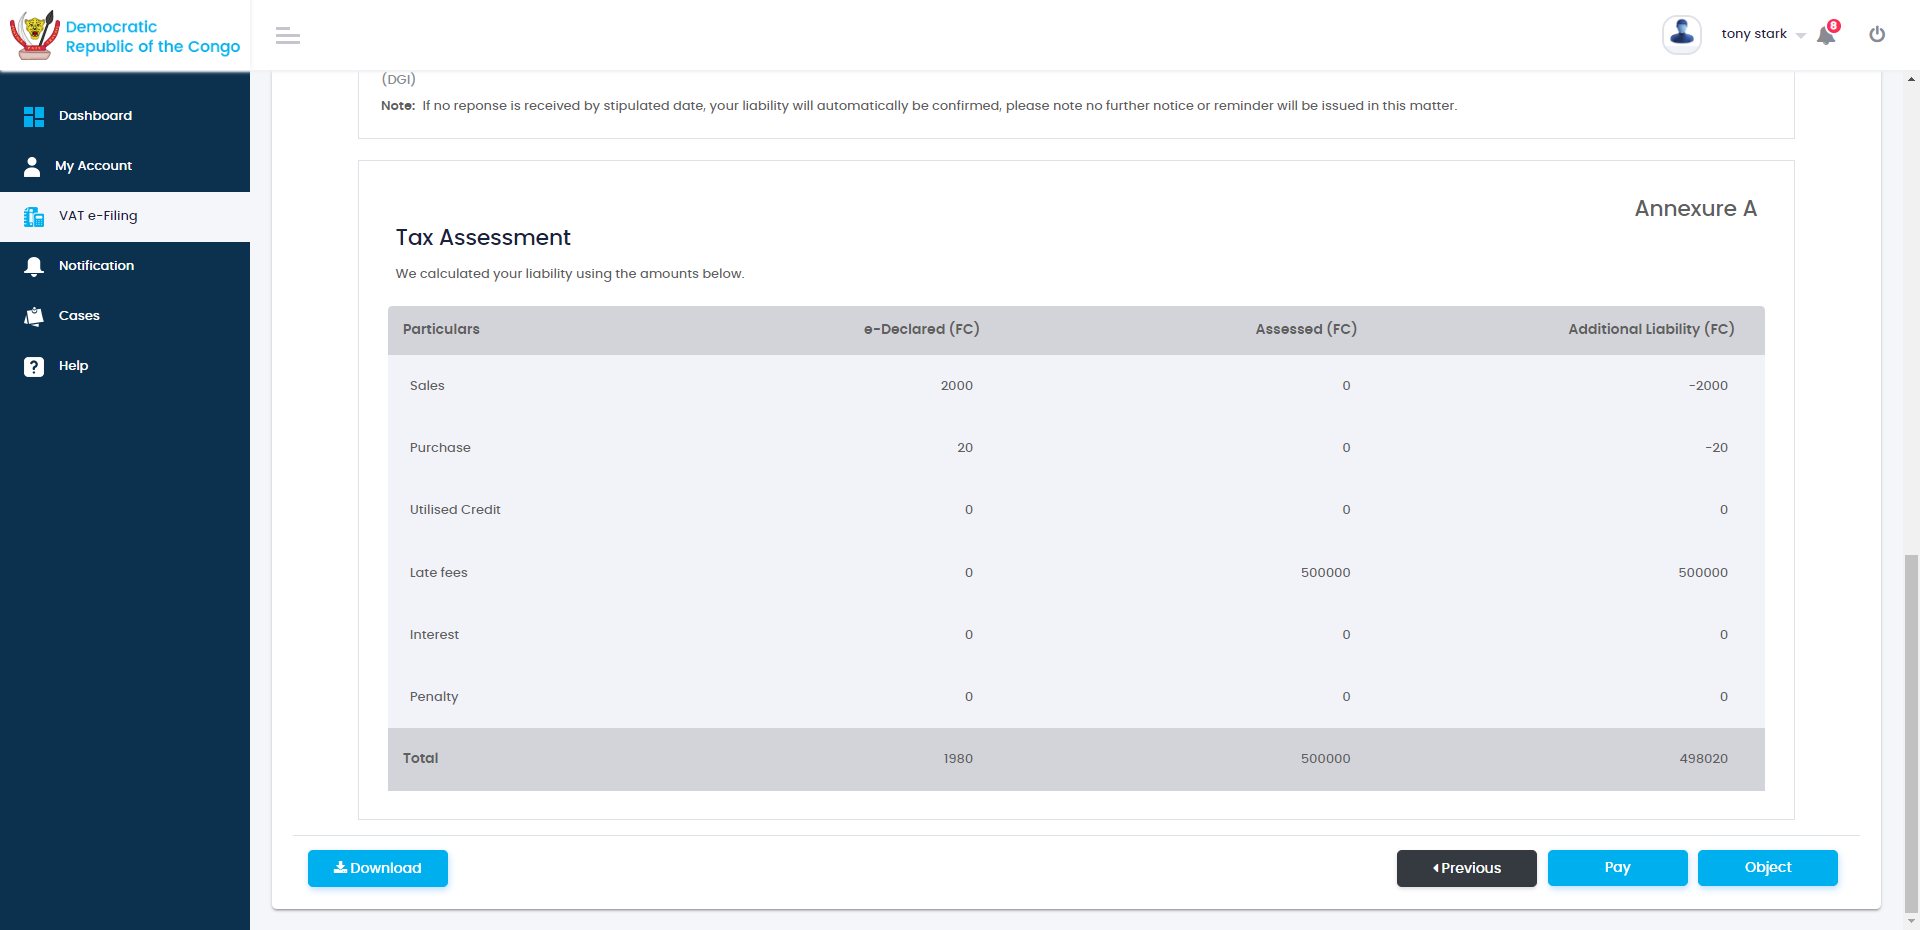 Democratic
Republic of the Congo
tony stark
8
Dashboard
My Account
VAT e-Filing
Notification
Cases
Help
(DGI)
Note: If no reponse is received by stipulated date, your liability will automatically be confirmed, please note no further notice or reminder will be issued in this matter.
Annexure A
Tax Assessment
We calculated your liability using the amounts below.
Particulars e-Declared (FC) Assessed (FC) Additional Liability (FC)
Sales 2000 0 -2000
Purchase 20 0 -20
Utilised Credit 0 0 0
Late fees 0 500000 500000
Interest 0 0 0
Penalty 0 0 0
Total 1980 500000 498020
Download
Previous
Pay
Object